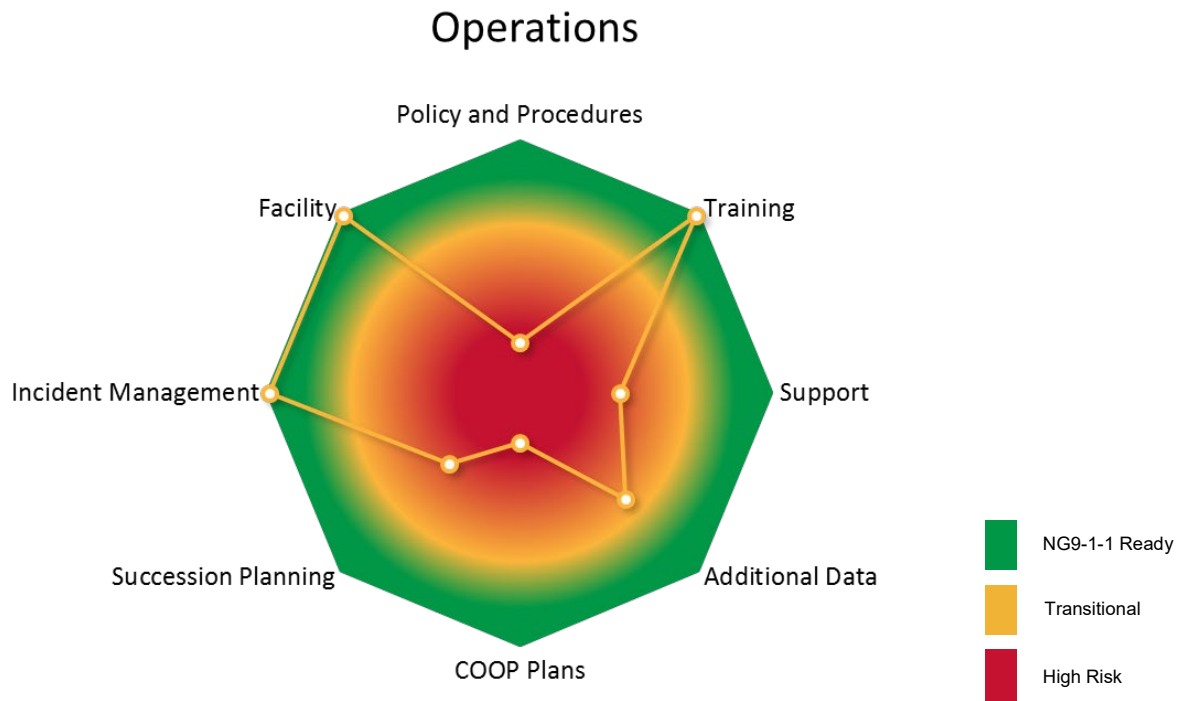 Operations
Policy and Procedures
Facility
Training
Incident Management
Support
Succession Planning
Additional Data
COOP Plans
NG9-1-1 Ready
Transitional
High Risk